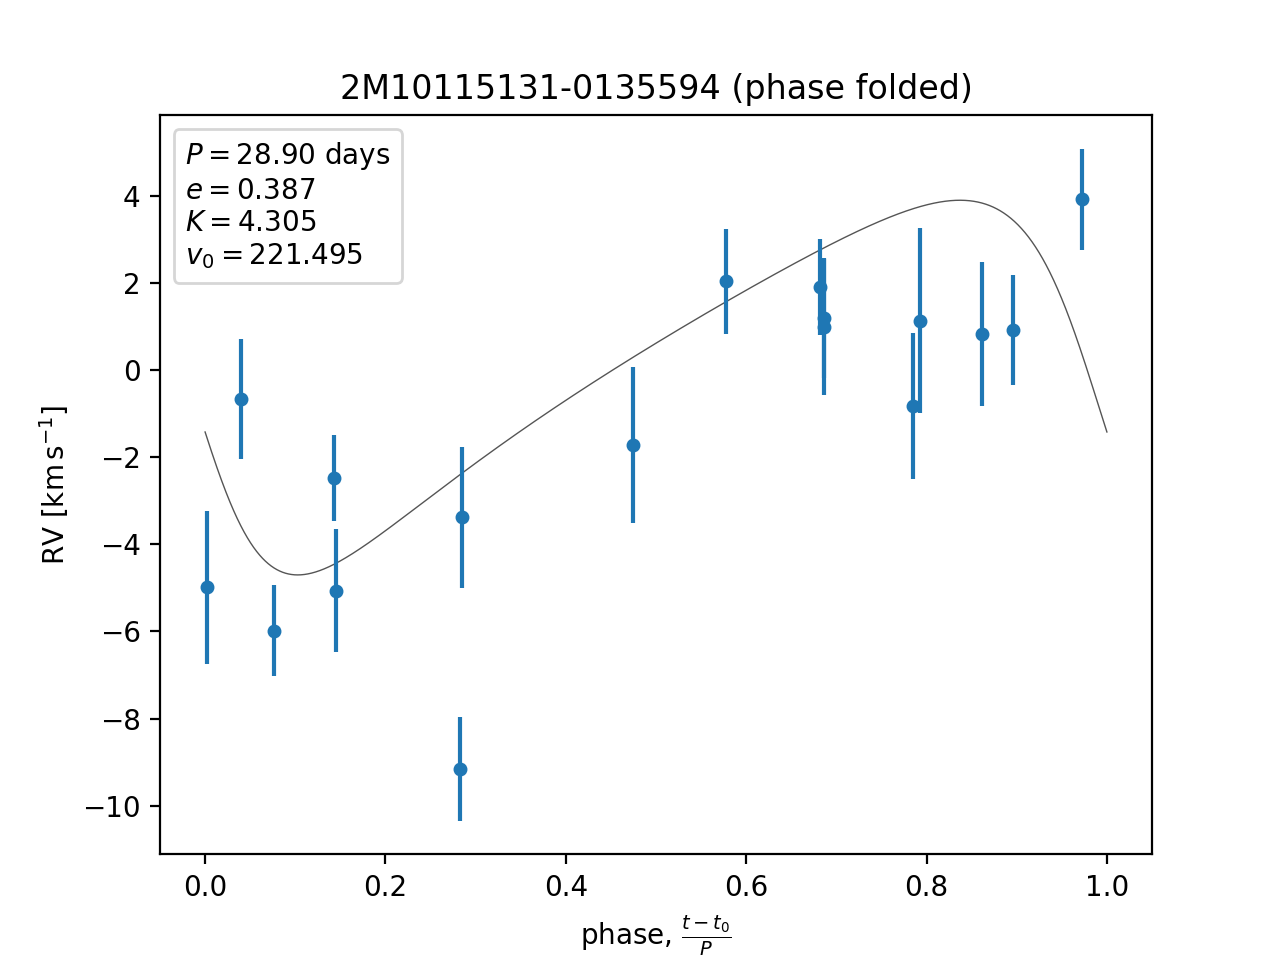 2M10115131-0135594 (phase folded)
P = 28.90 days
e = 0.387
K = 4.305
v₀ = 221.495
4
2
0
−2
−4
−6
−8
−10
RV [km s⁻¹]
0.0 0.2 0.4 0.6 0.8 1.0
phase, (t − t₀)/P